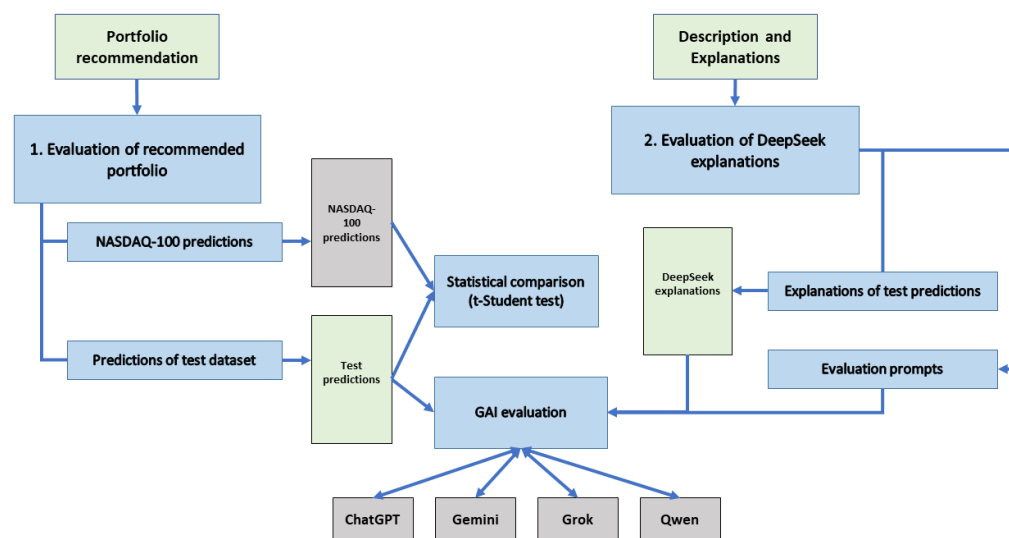 Portfolio
recommendation
Description and
Explanations
1. Evaluation of recommended
portfolio
2. Evaluation of DeepSeek
explanations
NASDAQ-100 predictions
NASDAQ-
100
predictions
Statistical comparison
(t-Student test)
DeepSeek
explanations
Explanations of test predictions
Predictions of test dataset
Test
predictions
Evaluation prompts
GAI evaluation
ChatGPT
Gemini
Grok
Qwen